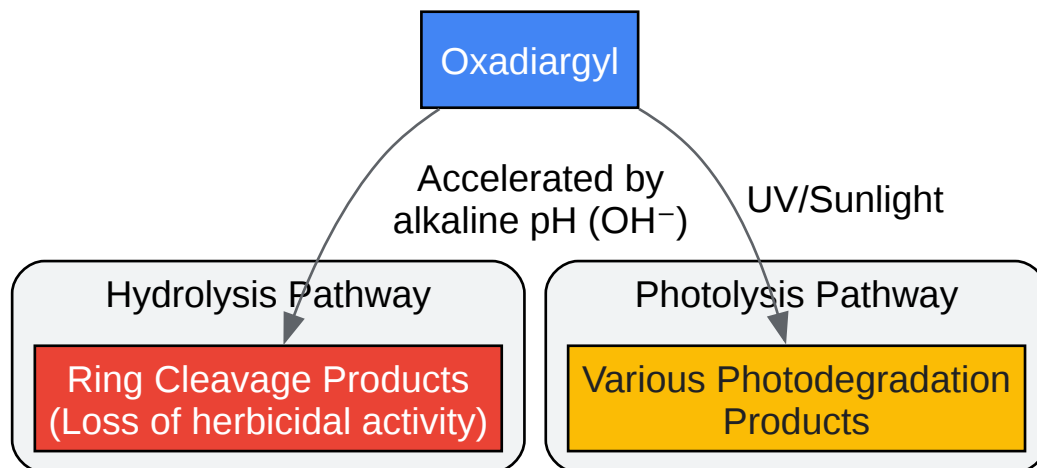 Oxadiargyl
Accelerated by
alkaline pH (OH⁻)
UV/Sunlight
Hydrolysis Pathway
Photolysis Pathway
Ring Cleavage Products
(Loss of herbicidal activity)
Various Photodegradation
Products